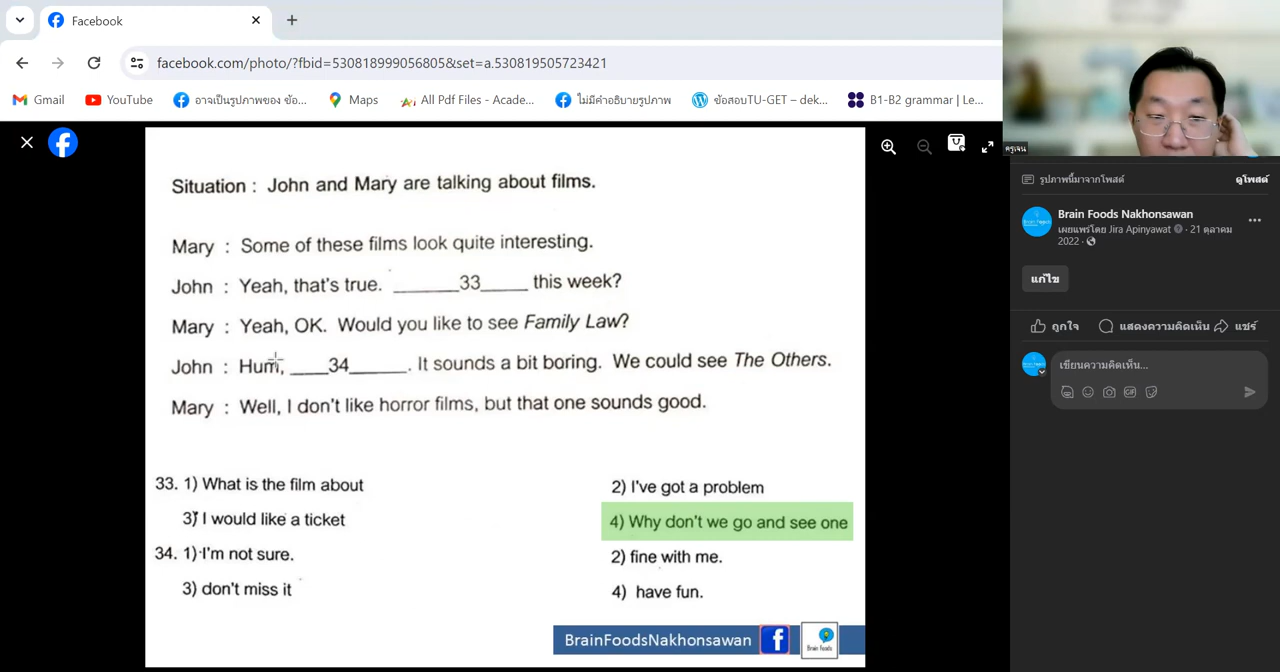 Facebook
facebook.com/photo/?fbid=530818999056805&set=a.530819505723421
Gmail
YouTube
อาจเป็นรูปภาพของ ข้อ...
Maps
All Pdf Files - Acade...
ไม่มีคำอธิบายรูปภาพ
ข้อสอบTU-GET – dek...
B1-B2 grammar | Le...
ครูเจน
Situation : John and Mary are talking about films.
Mary : Some of these films look quite interesting.
John : Yeah, that's true. ______33____ this week?
Mary : Yeah, OK. Would you like to see Family Law?
John : Hum, ___34_____. It sounds a bit boring. We could see The Others.
Mary : Well, I don't like horror films, but that one sounds good.
33. 1) What is the film about
2) I've got a problem
3) I would like a ticket
4) Why don't we go and see one
34. 1) I'm not sure.
2) fine with me.
3) don't miss it
4) have fun.
BrainFoodsNakhonsawan
Brain Foods
รูปภาพนี้มาจากโพสต์
ดูโพสต์
Brain Foods Nakhonsawan
เผยแพร่โดย Jira Apinyawat · 21 ตุลาคม
2022 ·
แก้ไข
ถูกใจ
แสดงความคิดเห็น
แชร์
เขียนความคิดเห็น...